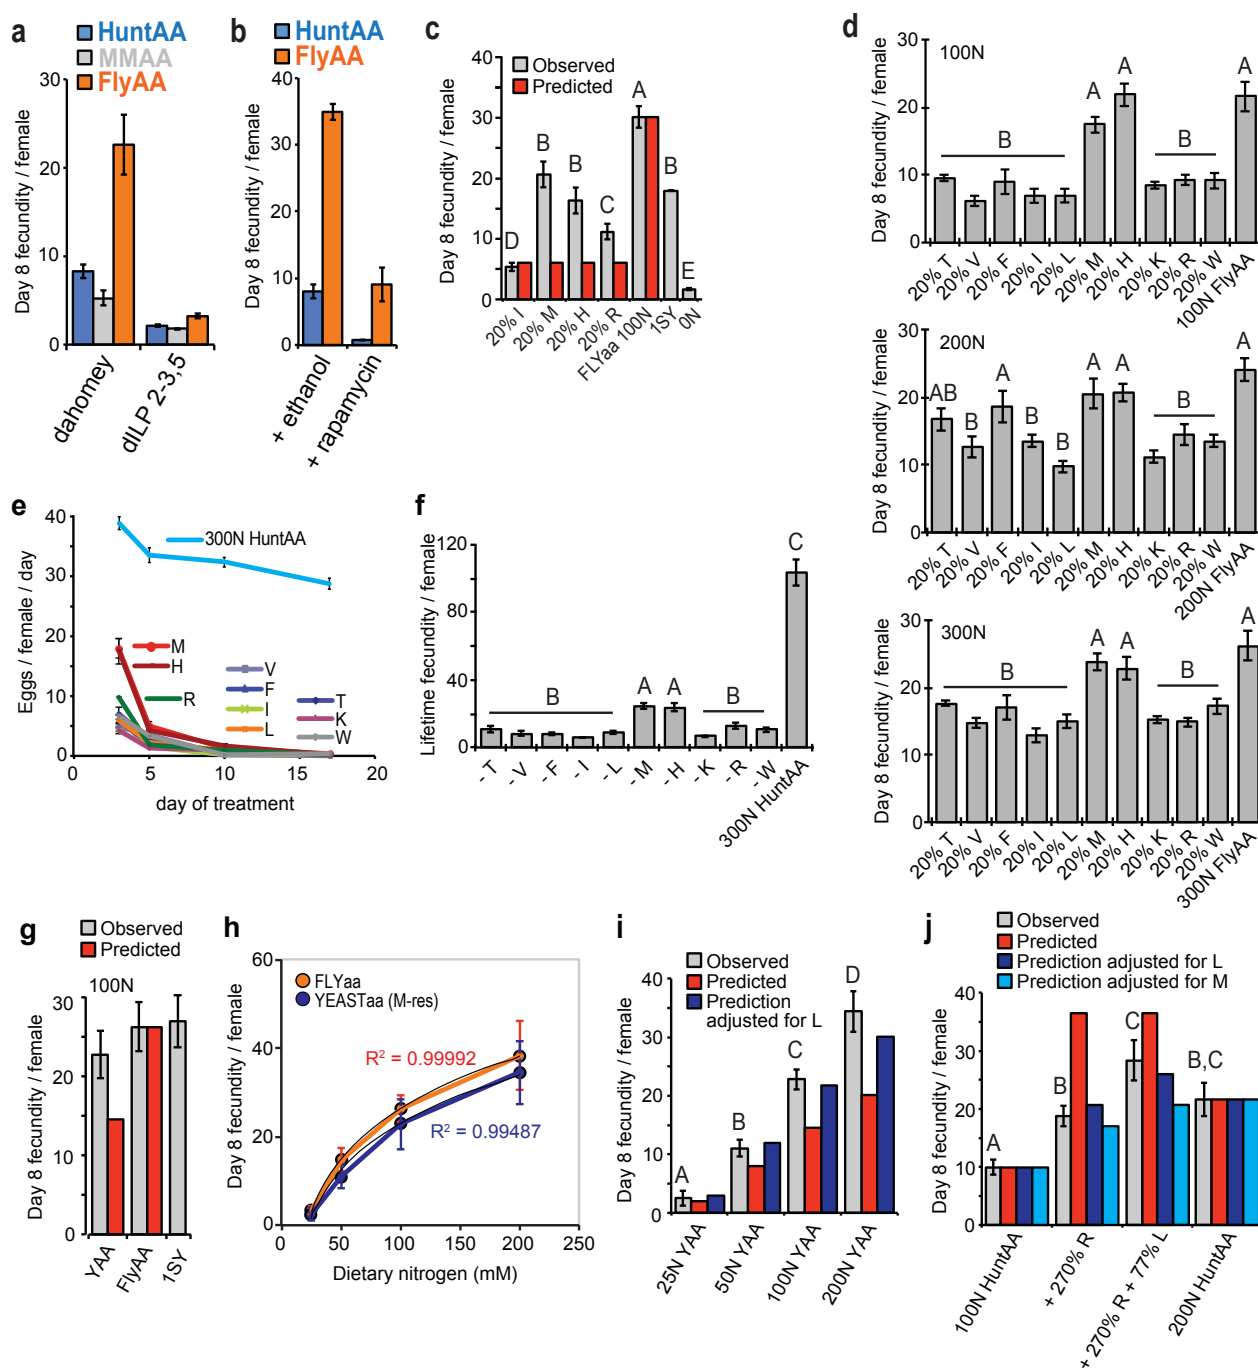 a
HuntAA
MMAA
FlyAA
Day 8 fecundity / female
30
20
10
0
dahomey
dILP 2-3,5
b
HuntAA
FlyAA
Day 8 fecundity / female
40
30
20
10
0
+ ethanol
+ rapamycin
c
Observed
Predicted
Day 8 fecundity / female
40
30
20
10
0
D
B
B
C
A
B
E
20% I
20% M
20% H
20% R
FLYaa 100N
1SY
0N
d
100N
Day 8 fecundity / female
30
20
10
0
B
A
A
B
A
20% T
20% V
20% F
20% I
20% L
20% M
20% H
20% K
20% R
20% W
100N FlyAA
200N
Day 8 fecundity / female
30
20
10
0
AB
B
A
B
B
A
A
B
A
20% T
20% V
20% F
20% I
20% L
20% M
20% H
20% K
20% R
20% W
200N FlyAA
300N
Day 8 fecundity / female
30
20
10
0
B
A
A
B
A
20% T
20% V
20% F
20% I
20% L
20% M
20% H
20% K
20% R
20% W
300N FlyAA
e
Eggs / female / day
40
30
20
10
0
300N HuntAA
M
H
R
V
F
I
L
T
K
W
0
5
10
15
20
day of treatment
f
Lifetime fecundity / female
120
80
40
0
B
A
A
B
C
- T
- V
- F
- I
- L
- M
- H
- K
- R
- W
300N HuntAA
g
Observed
Predicted
100N
Day 8 fecundity / female
30
20
10
0
YAA
FlyAA
1SY
h
Day 8 fecundity / female
60
40
20
0
FLYaa
YEASTaa (M-res)
R² = 0.99992
R² = 0.99487
0
50
100
150
200
250
Dietary nitrogen (mM)
i
Observed
Predicted
Prediction
adjusted for L
Day 8 fecundity / female
40
30
20
10
0
A
B
C
D
25N YAA
50N YAA
100N YAA
200N YAA
j
Observed
Predicted
Prediction adjusted for L
Prediction adjusted for M
Day 8 fecundity / female
40
30
20
10
0
A
B
C
B,C
100N HuntAA
+ 270% R
+ 270% R + 77% L
200N HuntAA